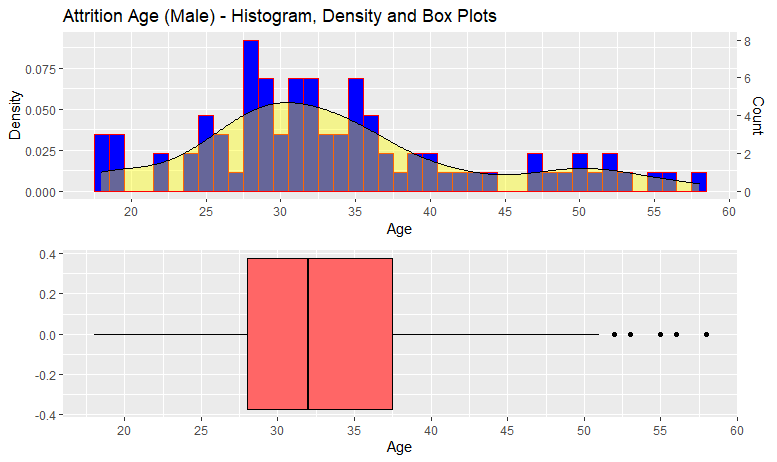 Attrition Age (Male) - Histogram, Density and Box Plots
Density
0.075
0.050
0.025
0.000
8
6
4
2
0
Count
20 25 30 35 40 45 50 55 60
Age
0.4
0.2
0.0
-0.2
-0.4
20 25 30 35 40 45 50 55 60
Age